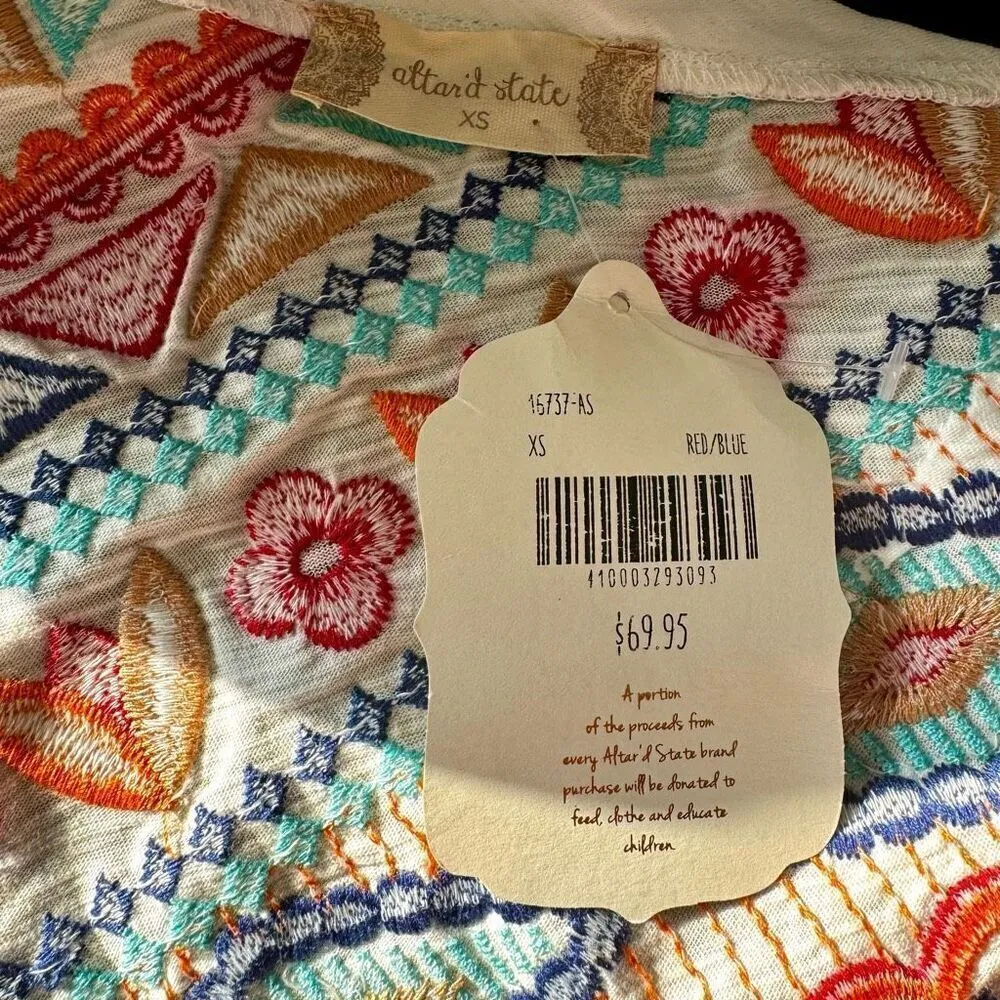 altar'd state
XS
16737-AS
XS RED/BLUE
410003293093
$69.95
A portion
of the proceeds from
every Altar'd State brand
purchase will be donated to
feed, clothe and educate
children